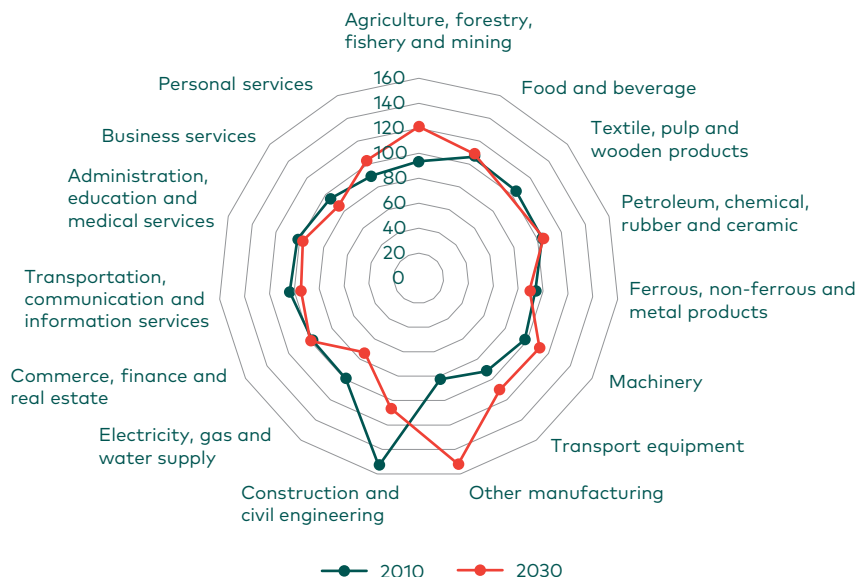 Agriculture, forestry,
fishery and mining
Food and beverage
Textile, pulp and
wooden products
Petroleum, chemical,
rubber and ceramic
Ferrous, non-ferrous and
metal products
Machinery
Transport equipment
Other manufacturing
Construction and
civil engineering
Electricity, gas and
water supply
Commerce, finance and
real estate
Transportation,
communication and
information services
Administration,
education and
medical services
Business services
Personal services
160
140
120
100
80
60
40
20
0
2010
2030